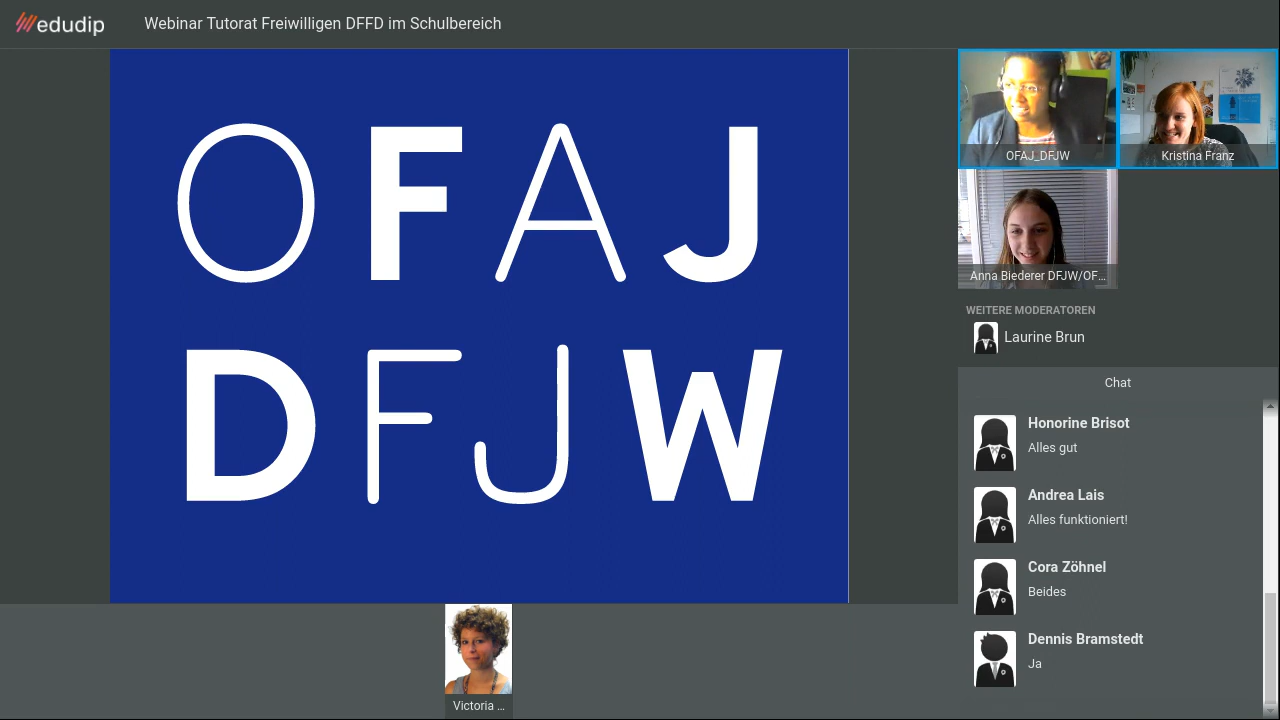 edudip
Webinar Tutorat Freiwilligen DFFD im Schulbereich
OFAJ
DFJW
OFAJ_DFJW
Kristina Franz
Anna Biederer DFJW/OF...
WEITERE MODERATOREN
Laurine Brun
Chat
Honorine Brisot
Alles gut
Andrea Lais
Alles funktioniert!
Cora Zöhnel
Beides
Dennis Bramstedt
Ja
Victoria ...